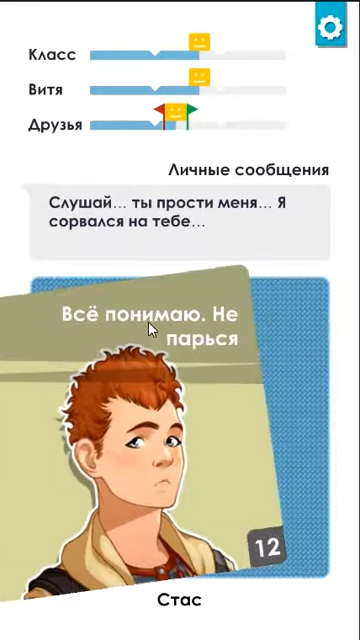 Класс
Витя
Друзья
Личные сообщения
Слушай... ты прости меня... Я
сорвался на тебе...
Всё понимаю. Не
парься
12
Стас